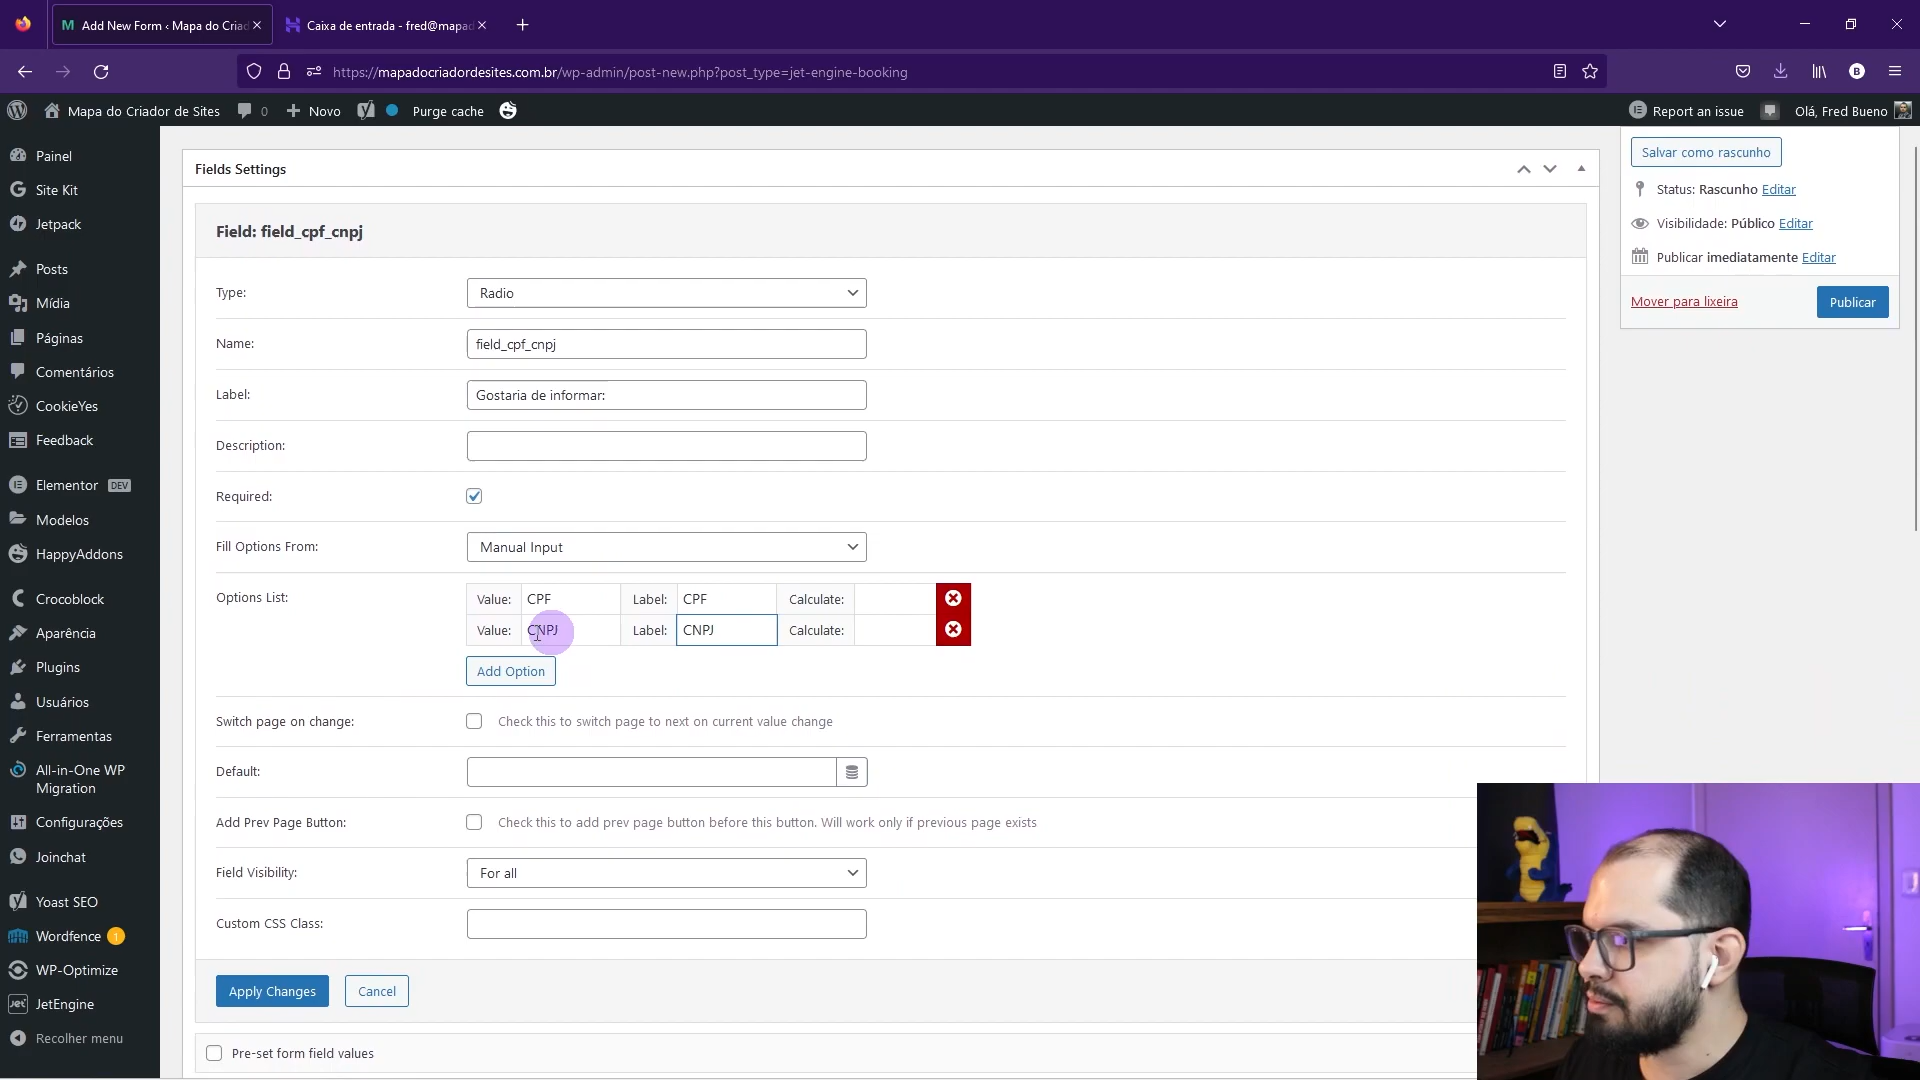 Add New Form ‹ Mapa do Criad
Caixa de entrada - fred@mapad
https://mapadocriadordesites.com.br/wp-admin/post-new.php?post_type=jet-engine-booking
B
Mapa do Criador de Sites
0
Novo
Purge cache
Report an issue
Olá, Fred Bueno
Painel
Site Kit
Jetpack
Posts
Mídia
Páginas
Comentários
CookieYes
Feedback
Elementor DEV
Modelos
HappyAddons
Crocoblock
Aparência
Plugins
Usuários
Ferramentas
All-in-One WP
Migration
Configurações
Joinchat
Yoast SEO
Wordfence 1
WP-Optimize
JetEngine
Recolher menu
Fields Settings
Field: field_cpf_cnpj
Type: Radio
Name: field_cpf_cnpj
Label: Gostaria de informar:
Description:
Required:
Fill Options From: Manual Input
Options List: Value: CPF Label: CPF Calculate:
Value: CNPJ Label: CNPJ Calculate:
Add Option
Switch page on change: Check this to switch page to next on current value change
Default:
Add Prev Page Button: Check this to add prev page button before this button. Will work only if previous page exists
Field Visibility: For all
Custom CSS Class:
Apply Changes Cancel
Pre-set form field values
Salvar como rascunho
Status: Rascunho Editar
Visibilidade: Público Editar
Publicar imediatamente Editar
Mover para lixeira Publicar